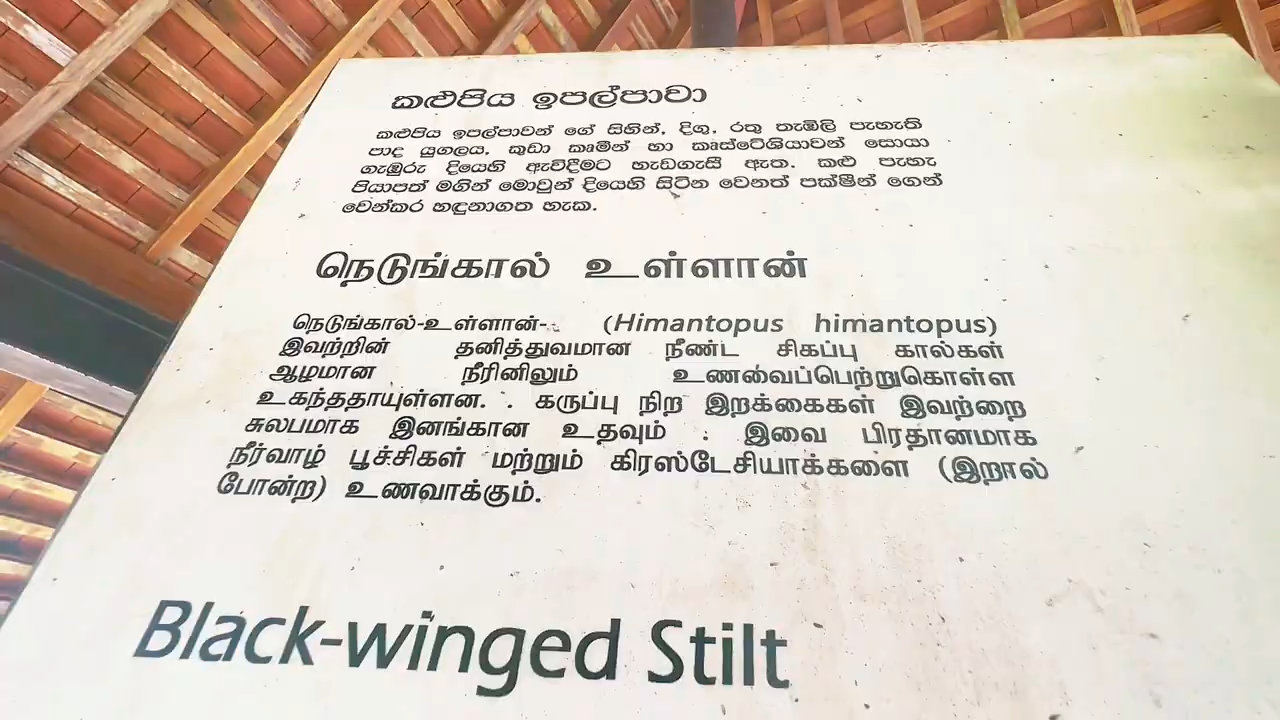 කළුපිය ඉපල්පාවා
කළුපිය ඉපල්පාවන් ගේ සිහින්, දිගු, රතු තැඹිලි පැහැති
පාද යුගලය, කුඩා කෘමීන් හා කෘස්ටේශියාවන් සොයා
ගැඹුරු දියෙහි ඇවිදීමට හැඩගැසී ඇත. කළු පැහැ
පියාපත් මගින් මොවුන් දියෙහි සිටින වෙනත් පක්ෂීන් ගෙන්
වෙන්කර හඳුනාගත හැක.
நெடுங்கால் உள்ளான்
நெடுங்கால்-உள்ளான்-. (Himantopus himantopus)
இவற்றின் தனித்துவமான நீண்ட சிகப்பு கால்கள்
ஆழமான நீரினிலும் உணவைப்பெற்றுகொள்ள
உகந்ததாயுள்ளன. . கருப்பு நிற இறக்கைகள் இவற்றை
சுலபமாக இனங்கான உதவும் . இவை பிரதானமாக
நீர்வாழ் பூச்சிகள் மற்றும் கிரஸ்டேசியாக்களை (இறால்
போன்ற) உணவாக்கும்.
Black-winged Stilt